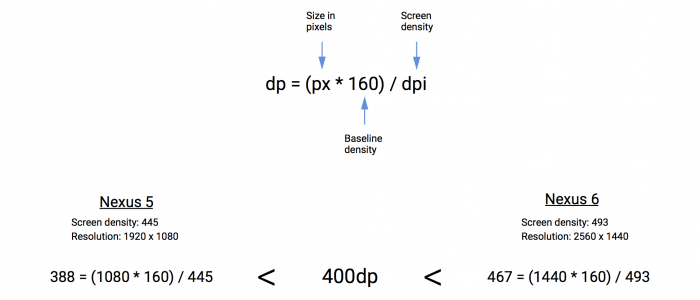 Size in
pixels
Screen
density
dp = (px * 160) / dpi
Baseline
density
Nexus 5
Screen density: 445
Resolution: 1920 x 1080
Nexus 6
Screen density: 493
Resolution: 2560 x 1440
388 = (1080 * 160) / 445 < 400dp < 467 = (1440 * 160) / 493